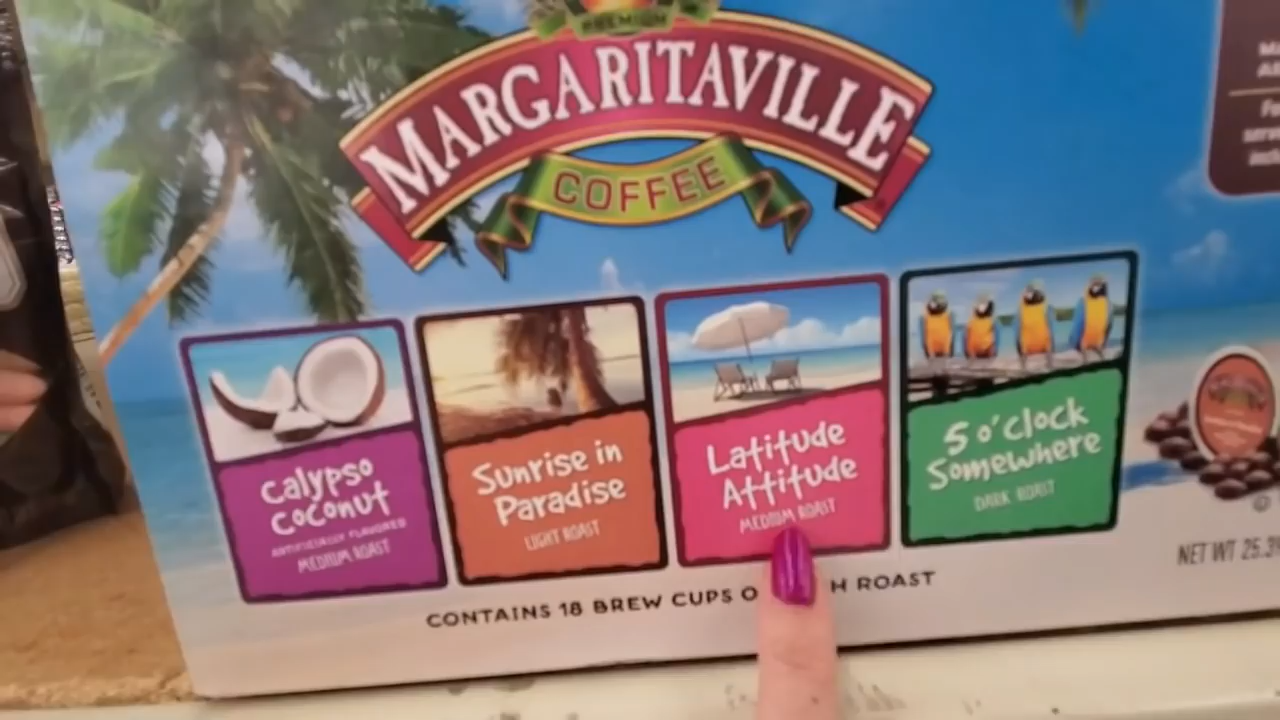 PREMIUM
MARGARITAVILLE
COFFEE
Calypso
Coconut
ARTIFICIALLY FLAVORED
MEDIUM ROAST
Sunrise in
Paradise
LIGHT ROAST
Latitude
Attitude
MEDIUM ROAST
5 o'Clock
Somewhere
DARK ROAST
CONTAINS 18 BREW CUPS O H ROAST
NET WT 25.3